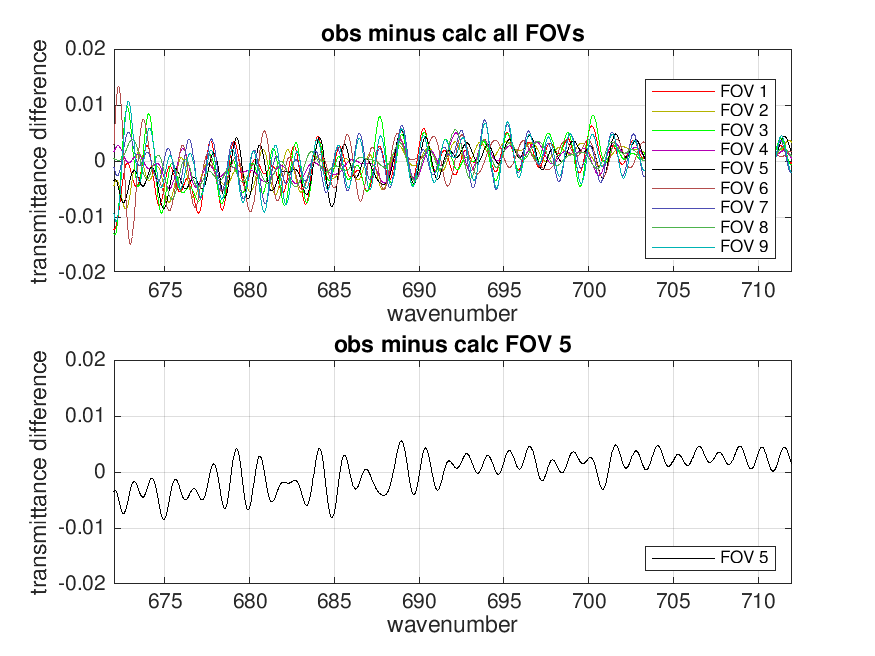 obs minus calc all FOVs
transmittance difference
0.02
0.01
0
-0.01
-0.02
FOV 1
FOV 2
FOV 3
FOV 4
FOV 5
FOV 6
FOV 7
FOV 8
FOV 9
675 680 685 690 695 700 705 710
wavenumber
obs minus calc FOV 5
transmittance difference
0.02
0.01
0
-0.01
-0.02
FOV 5
675 680 685 690 695 700 705 710
wavenumber